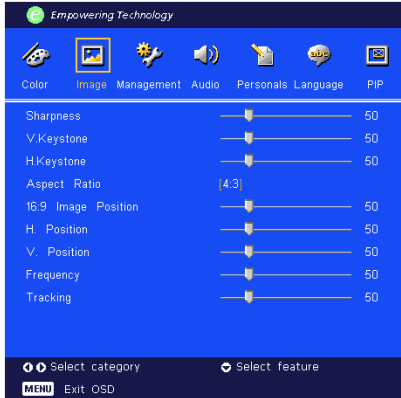 Empowering Technology
Color Image Management Audio Personals Language PIP
Sharpness 50
V.Keystone 50
H.Keystone 50
Aspect Ratio [4:3]
16:9 Image Position 50
H. Position 50
V. Position 50
Frequency 50
Tracking 50
Select category Select feature
MENU Exit OSD